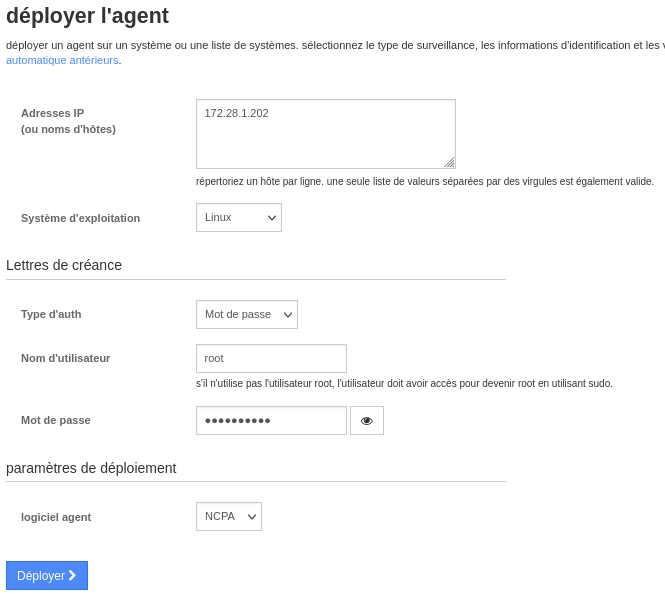 déployer l'agent
déployer un agent sur un système ou une liste de systèmes. sélectionnez le type de surveillance, les informations d'identification et les
automatique antérieurs.
Adresses IP
(ou noms d'hôtes)
172.28.1.202
répertoriez un hôte par ligne. une seule liste de valeurs séparées par des virgules est également valide.
Système d'exploitation
Linux
Lettres de créance
Type d'auth
Mot de passe
Nom d'utilisateur
root
s'il n'utilise pas l'utilisateur root, l'utilisateur doit avoir accès pour devenir root en utilisant sudo.
Mot de passe
●●●●●●●●●●
paramètres de déploiement
logiciel agent
NCPA
Déployer